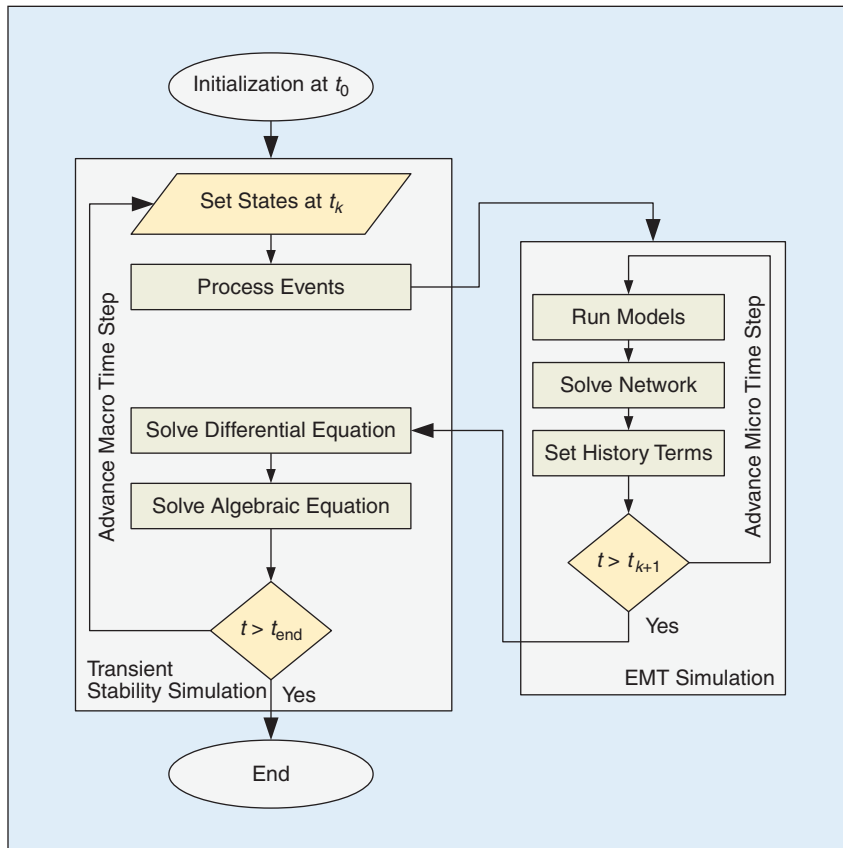 Initialization at t0
Set States at tk
Process Events
Advance Macro Time Step
Solve Differential Equation
Solve Algebraic Equation
t > tend
Transient
Stability Simulation
Yes
End
Run Models
Solve Network
Set History Terms
Advance Micro Time Step
t > tk+1
Yes
EMT Simulation